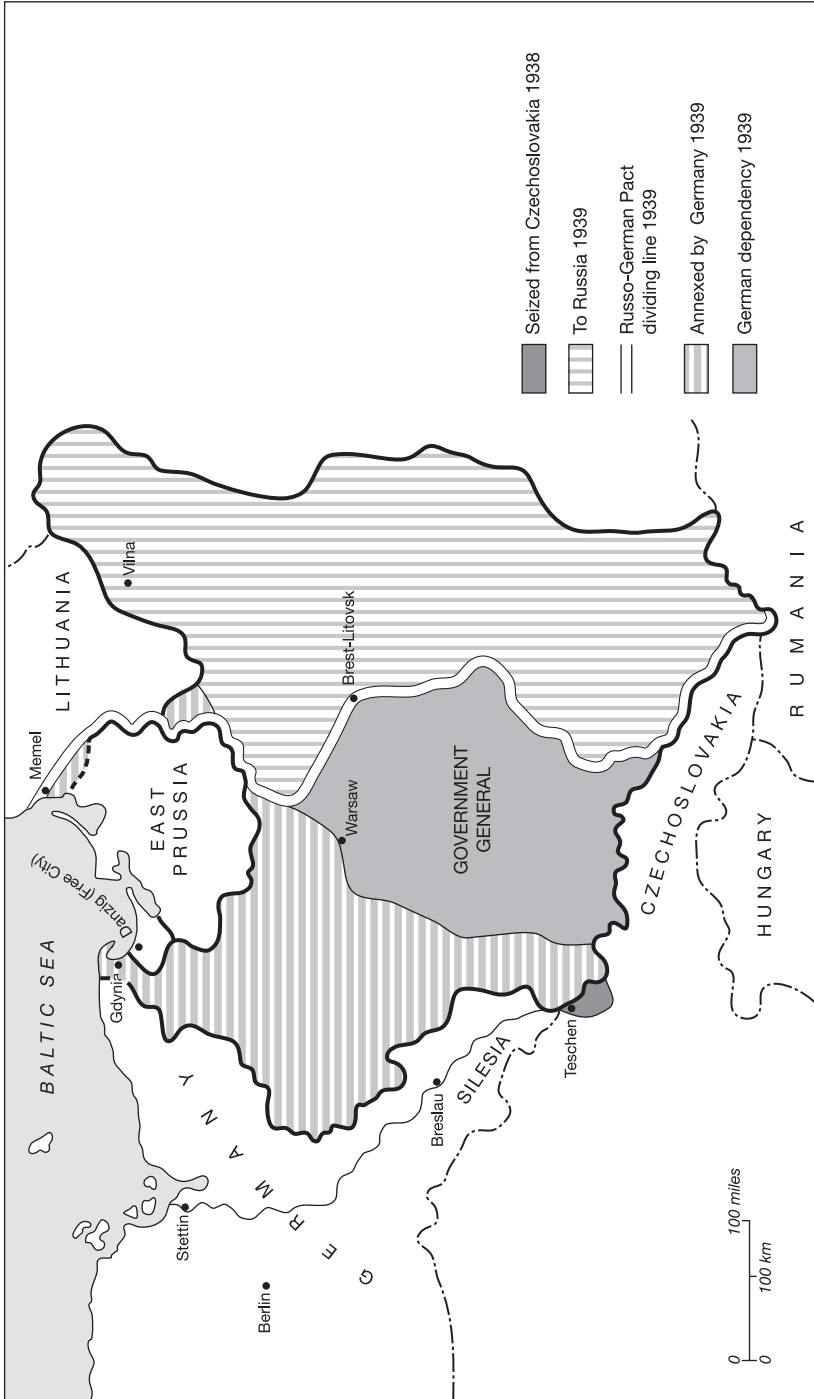 BALTIC SEA
Memel
LITHUANIA
Vilna
Danzig (Free City)
EAST
PRUSSIA
Gdynia
Stettin
GERMANY
Berlin
Warsaw
Brest-Litovsk
GOVERNMENT
GENERAL
Breslau
SILESIA
Teschen
CZECHOSLOVAKIA
HUNGARY
RUMANIA
Seized from Czechoslovakia 1938
To Russia 1939
Russo-German Pact
dividing line 1939
Annexed by Germany 1939
German dependency 1939
0 100 miles
0 100 km